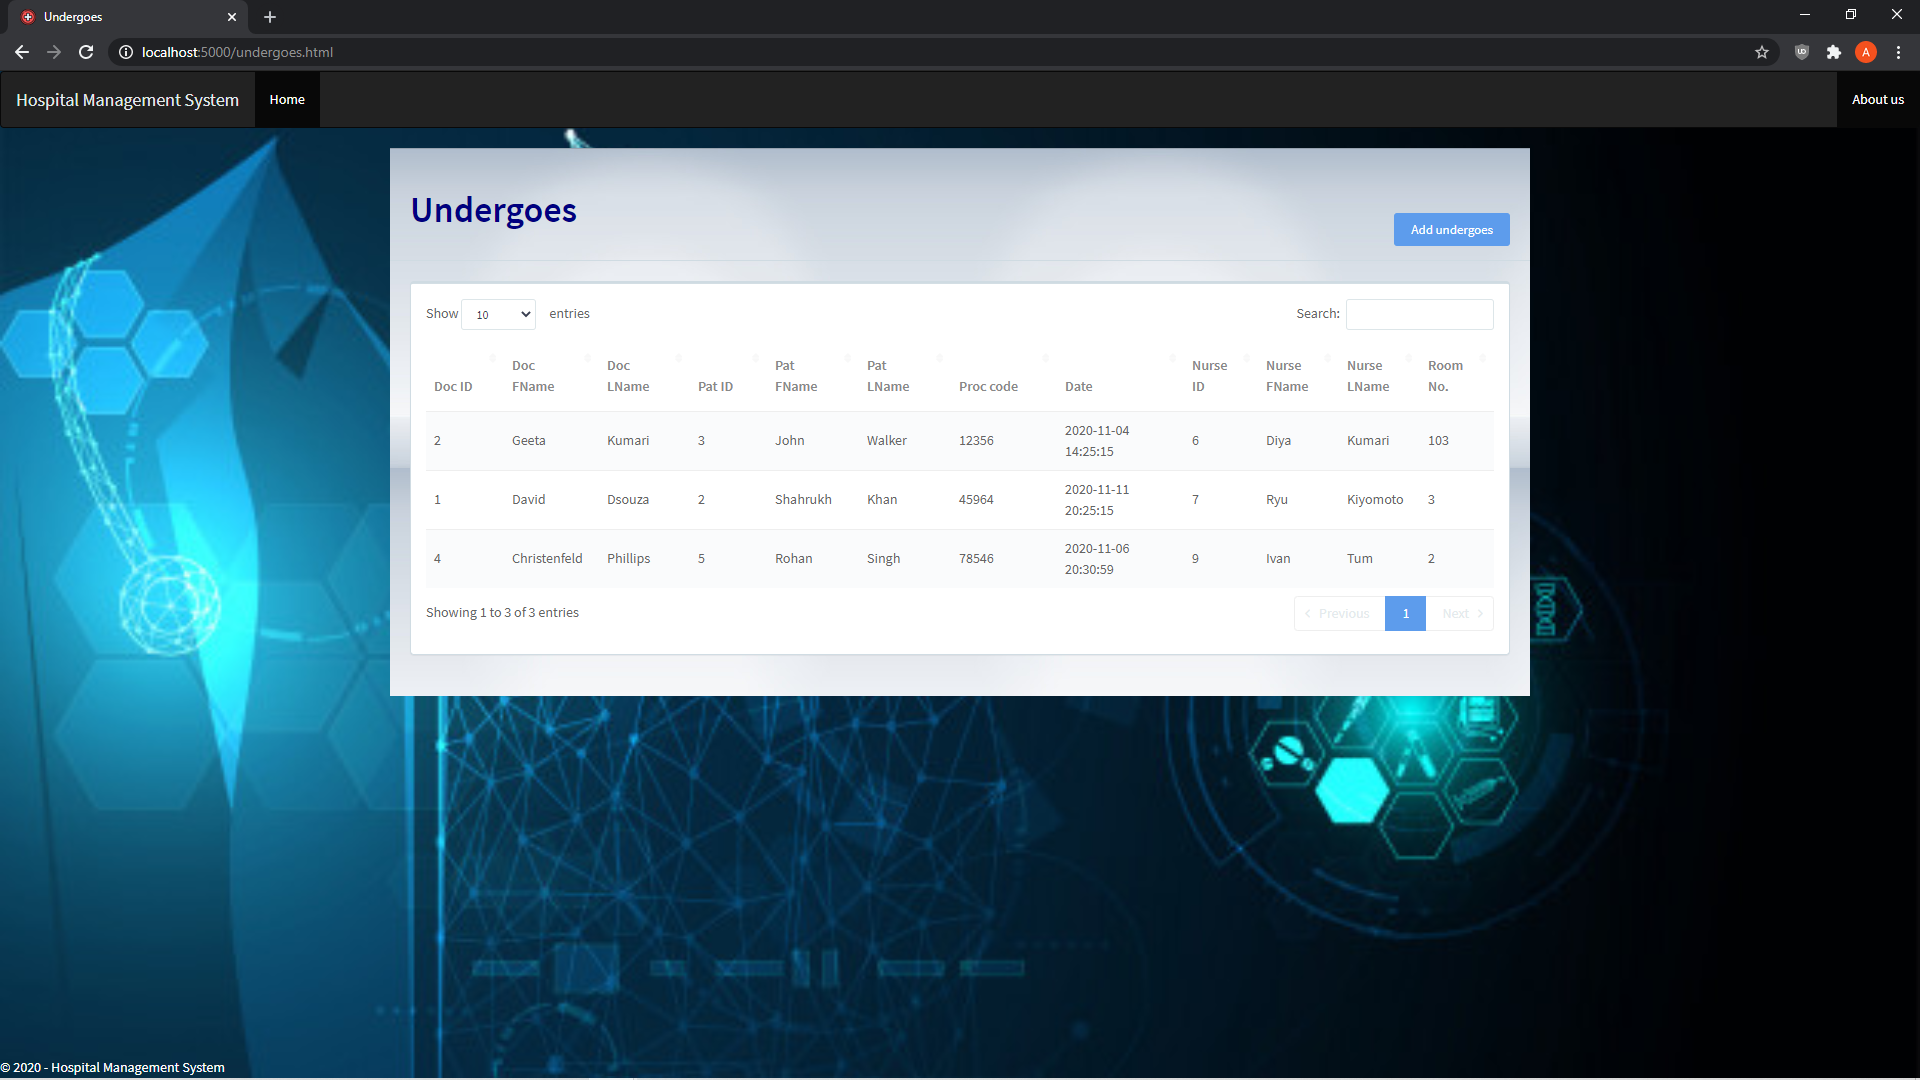 Undergoes
localhost:5000/undergoes.html
A
Hospital Management System Home About us
Undergoes
Add undergoes
Show 10 entries Search:
Doc ID Doc FName Doc LName Pat ID Pat FName Pat LName Proc code Date Nurse ID Nurse FName Nurse LName Room No.
2 Geeta Kumari 3 John Walker 12356 2020-11-04 14:25:15 6 Diya Kumari 103
1 David Dsouza 2 Shahrukh Khan 45964 2020-11-11 20:25:15 7 Ryu Kiyomoto 3
4 Christenfeld Phillips 5 Rohan Singh 78546 2020-11-06 20:30:59 9 Ivan Tum 2
Showing 1 to 3 of 3 entries Previous 1 Next
© 2020 - Hospital Management System